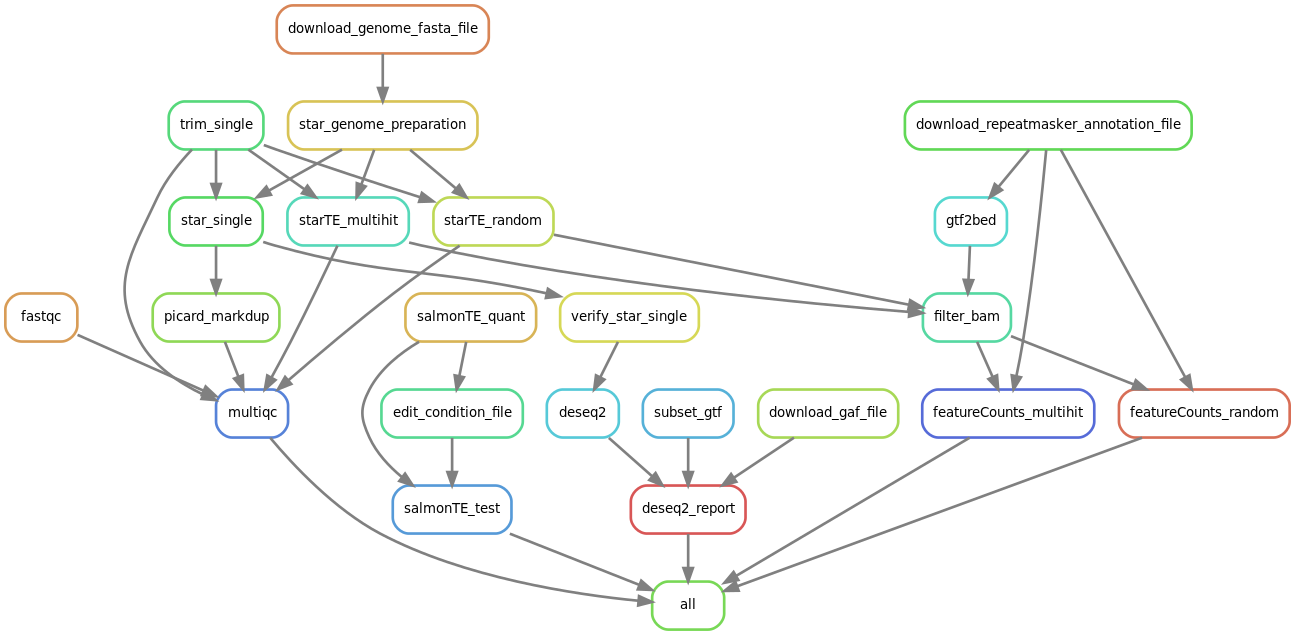 download_genome_fasta_file
trim_single
star_genome_preparation
download_repeatmasker_annotation_file
star_single
starTE_multihit
starTE_random
gtf2bed
fastqc
picard_markdup
salmonTE_quant
verify_star_single
filter_bam
multiqc
edit_condition_file
deseq2
subset_gtf
download_gaf_file
featureCounts_multihit
featureCounts_random
salmonTE_test
deseq2_report
all